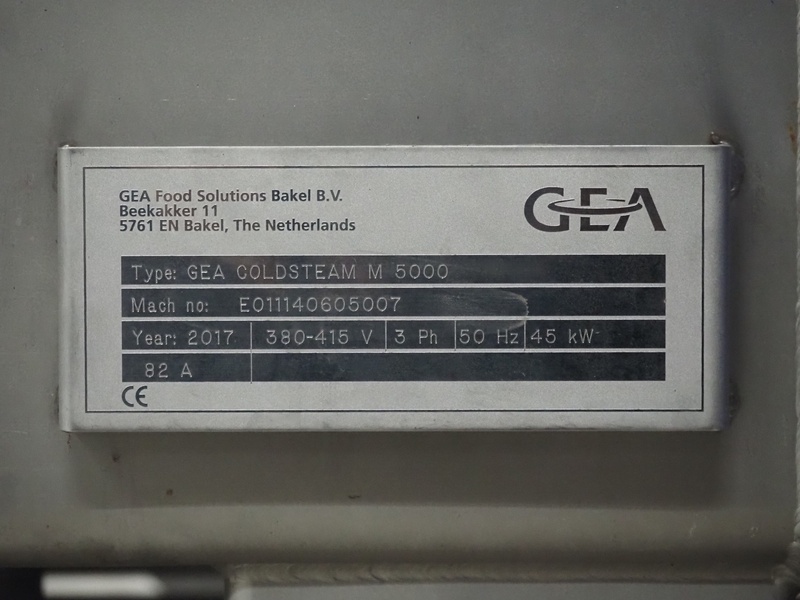 GEA Food Solutions Bakel B.V.
Beekakker 11
5761 EN Bakel, The Netherlands
GEA
Type: GEA COLDSTEAM M 5000
Mach no: E011140605007
Year: 2017 380-415 V 3 Ph 50 Hz 45 kW
82 A
CE